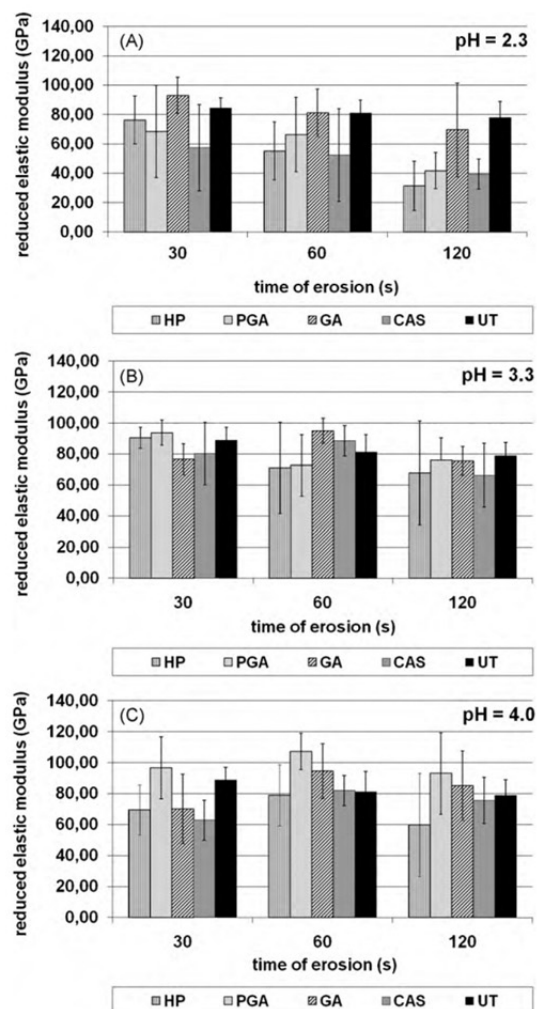 (A)
pH = 2.3
reduced elastic modulus (GPa)
140,00
120,00
100,00
80,00
60,00
40,00
20,00
0,00
30 60 120
time of erosion (s)
HP PGA GA CAS UT
(B)
pH = 3.3
reduced elastic modulus (GPa)
140,00
120,00
100,00
80,00
60,00
40,00
20,00
0,00
30 60 120
time of erosion (s)
HP PGA GA CAS UT
(C)
pH = 4.0
reduced elastic modulus (GPa)
140,00
120,00
100,00
80,00
60,00
40,00
20,00
0,00
30 60 120
time of erosion (s)
HP PGA GA CAS UT